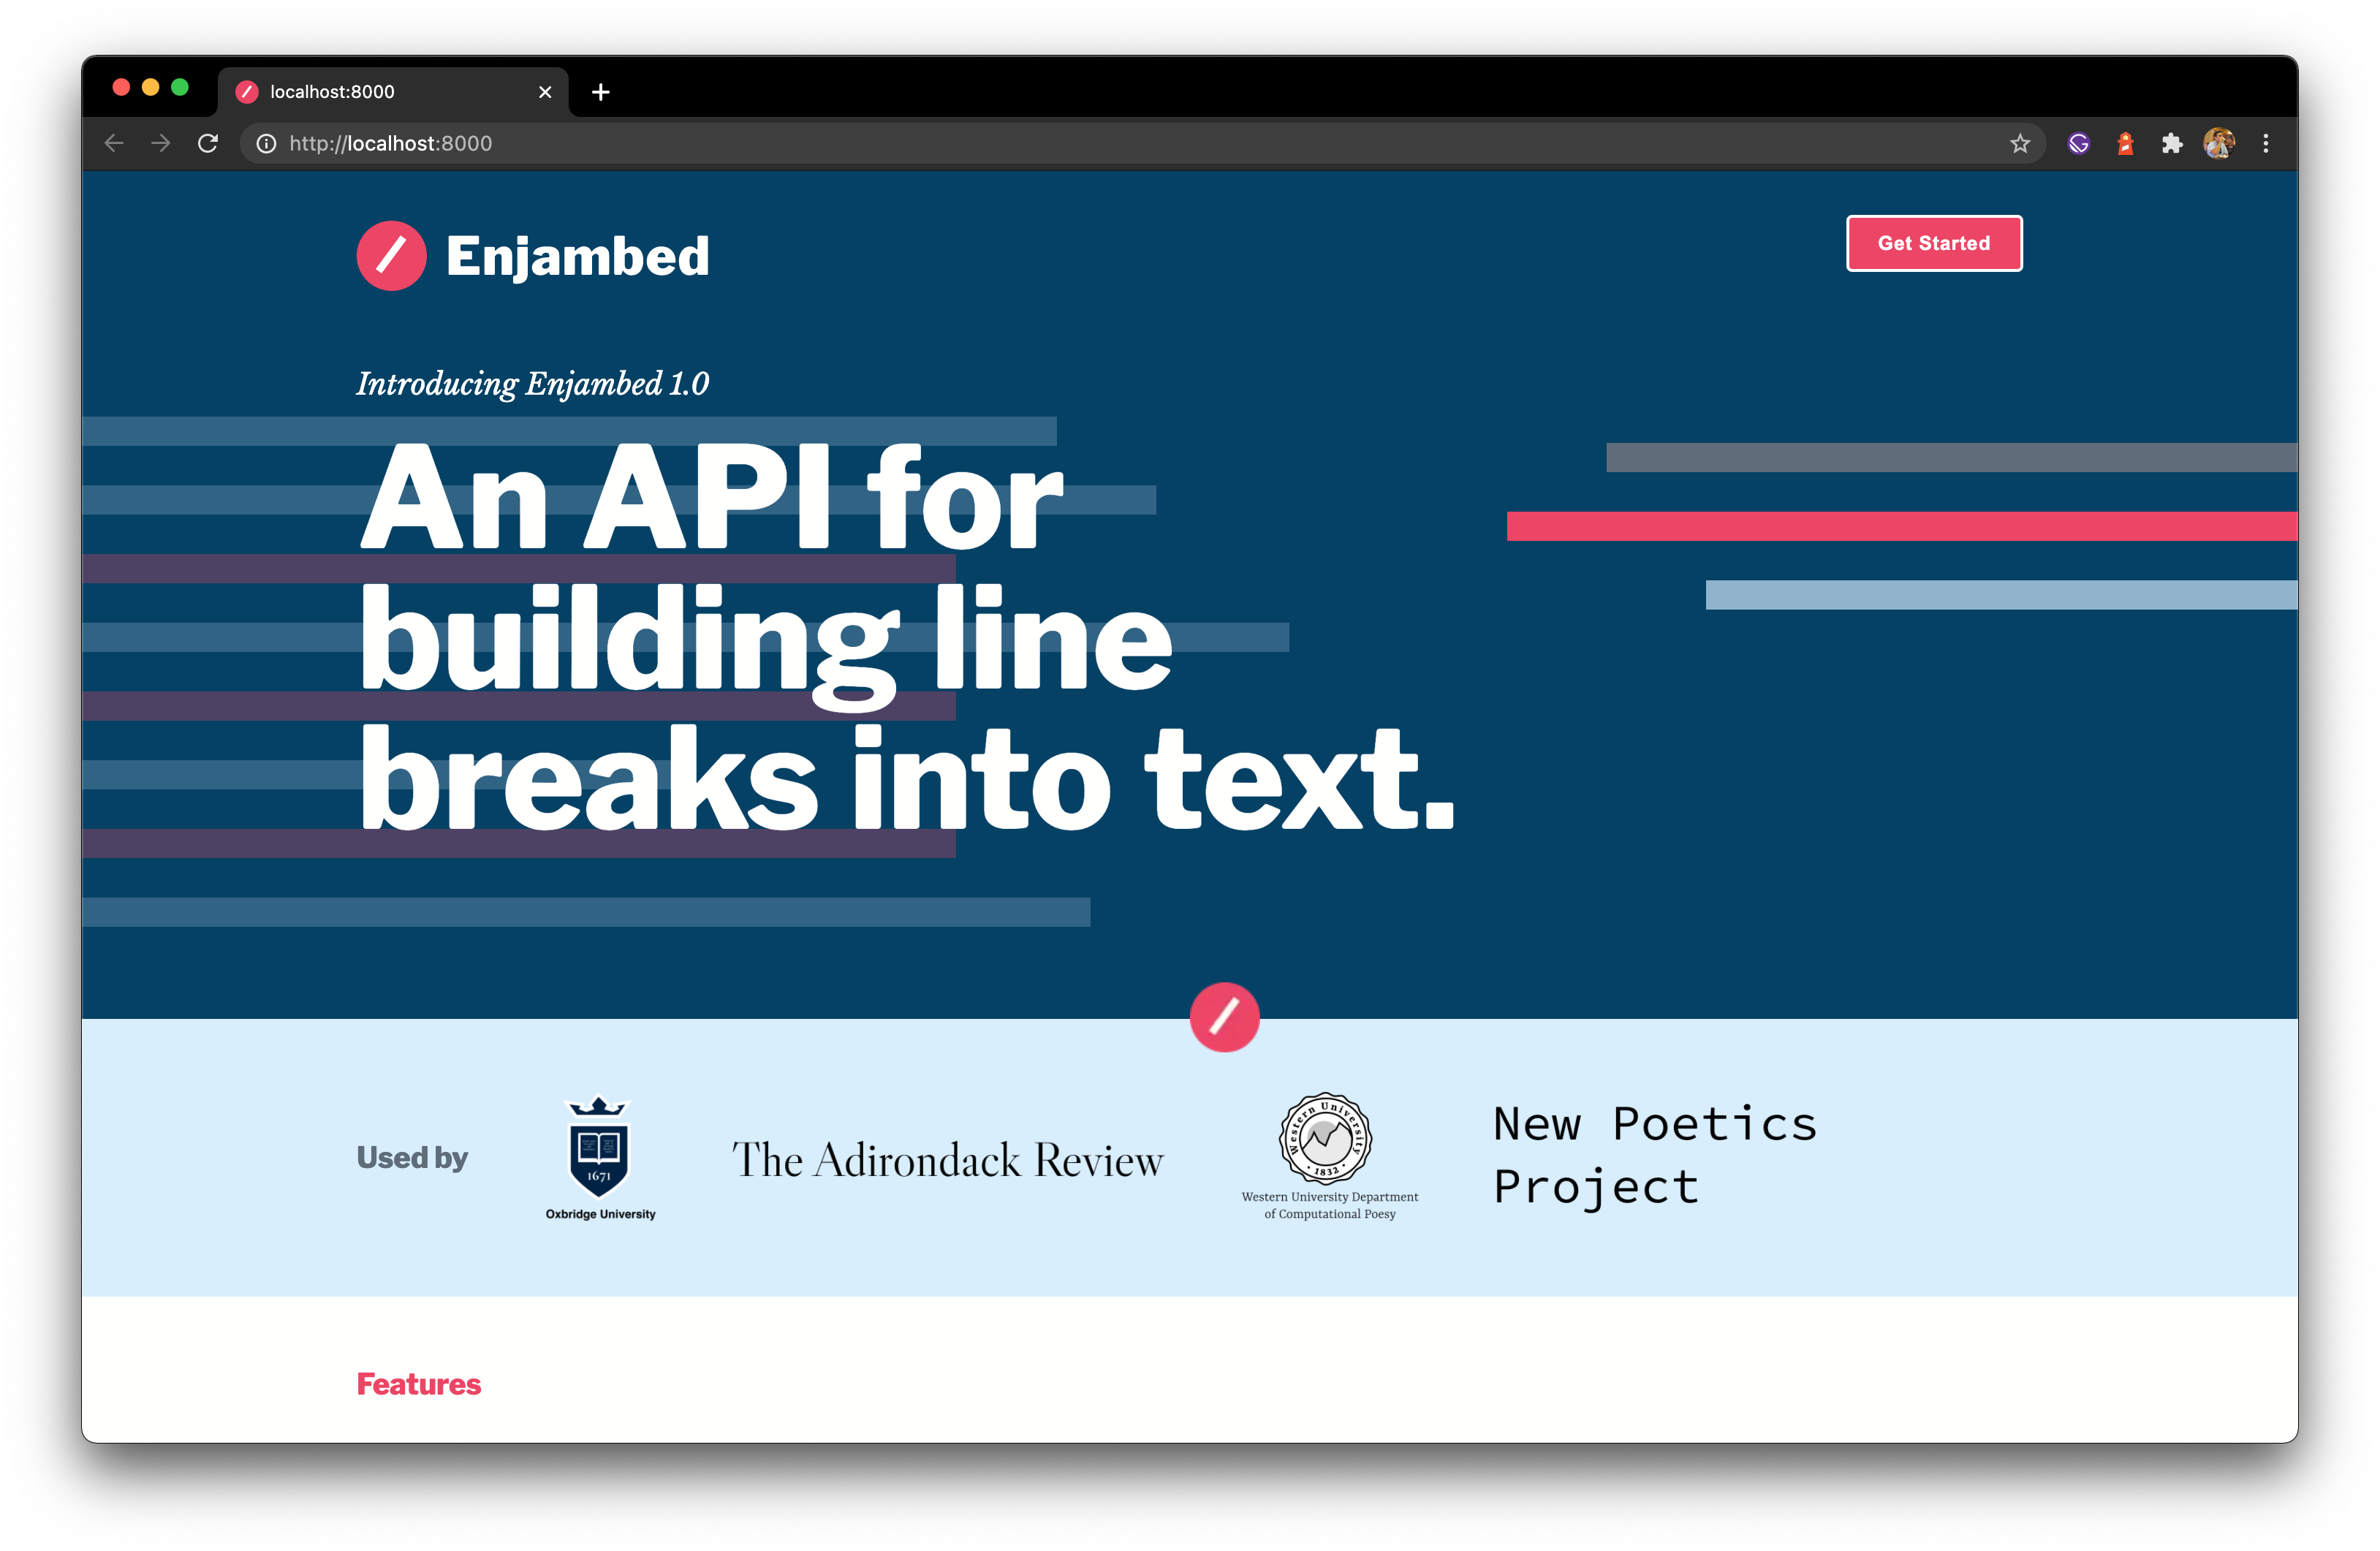 localhost:8000
http://localhost:8000
Enjambed
Get Started
Introducing Enjambed 1.0
An API for
building line
breaks into text.
Used by
1671
Oxbridge University
The Adirondack Review
Western University
1832
Western University Department
of Computational Poesy
New Poetics
Project
Features